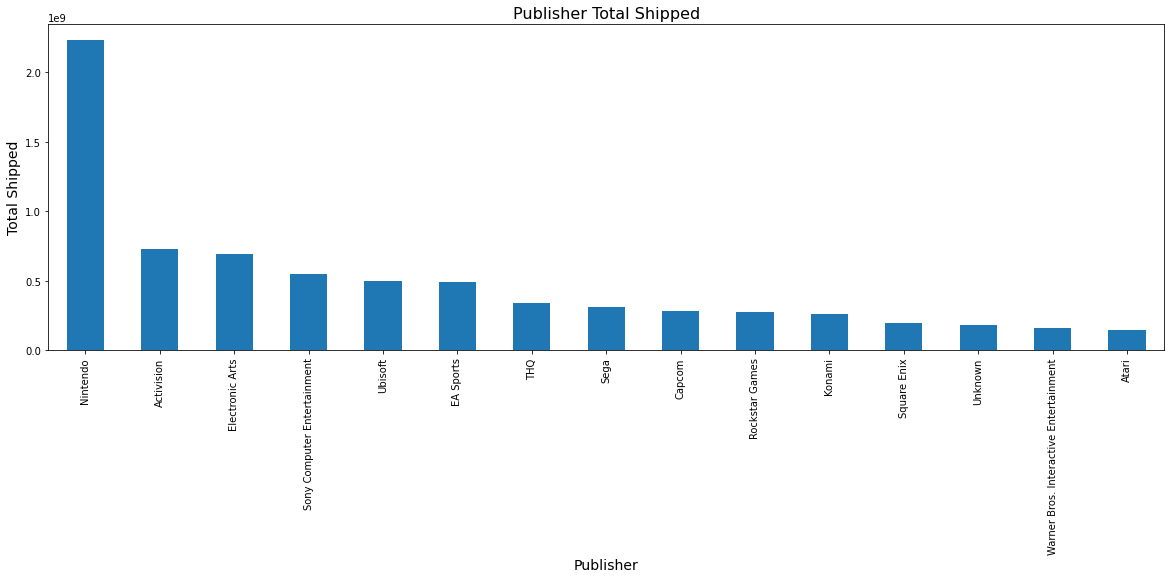 Publisher Total Shipped
1e9
2.0
1.5
1.0
0.5
0.0
Total Shipped
Nintendo
Activision
Electronic Arts
Sony Computer Entertainment
Ubisoft
EA Sports
THQ
Sega
Capcom
Rockstar Games
Konami
Square Enix
Unknown
Warner Bros. Interactive Entertainment
Atari
Publisher